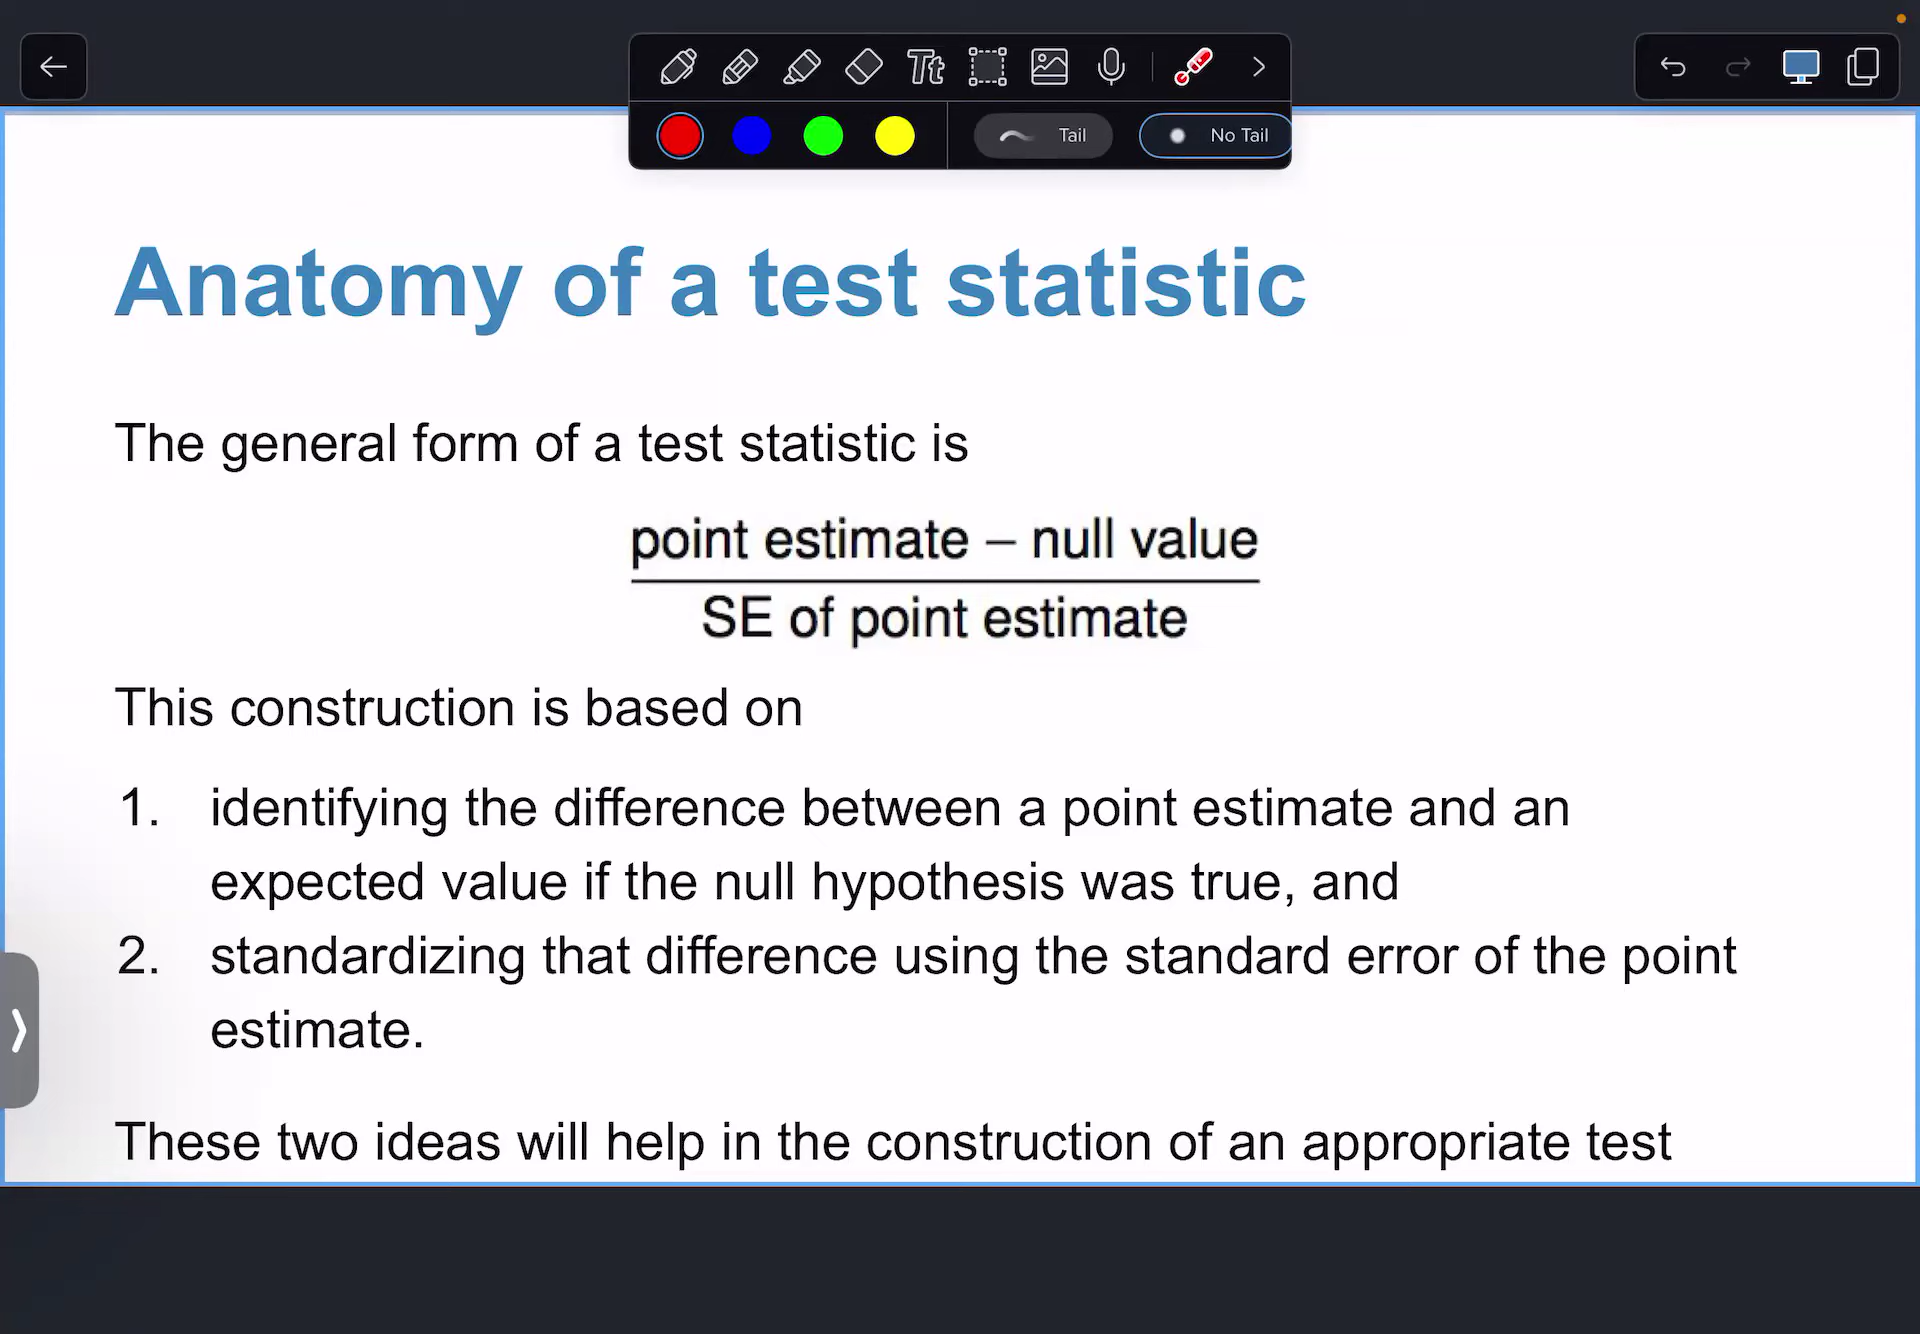 Tt
Tail
No Tail
Anatomy of a test statistic
The general form of a test statistic is
point estimate – null value
SE of point estimate
This construction is based on
1. identifying the difference between a point estimate and an
expected value if the null hypothesis was true, and
2. standardizing that difference using the standard error of the point
estimate.
These two ideas will help in the construction of an appropriate test